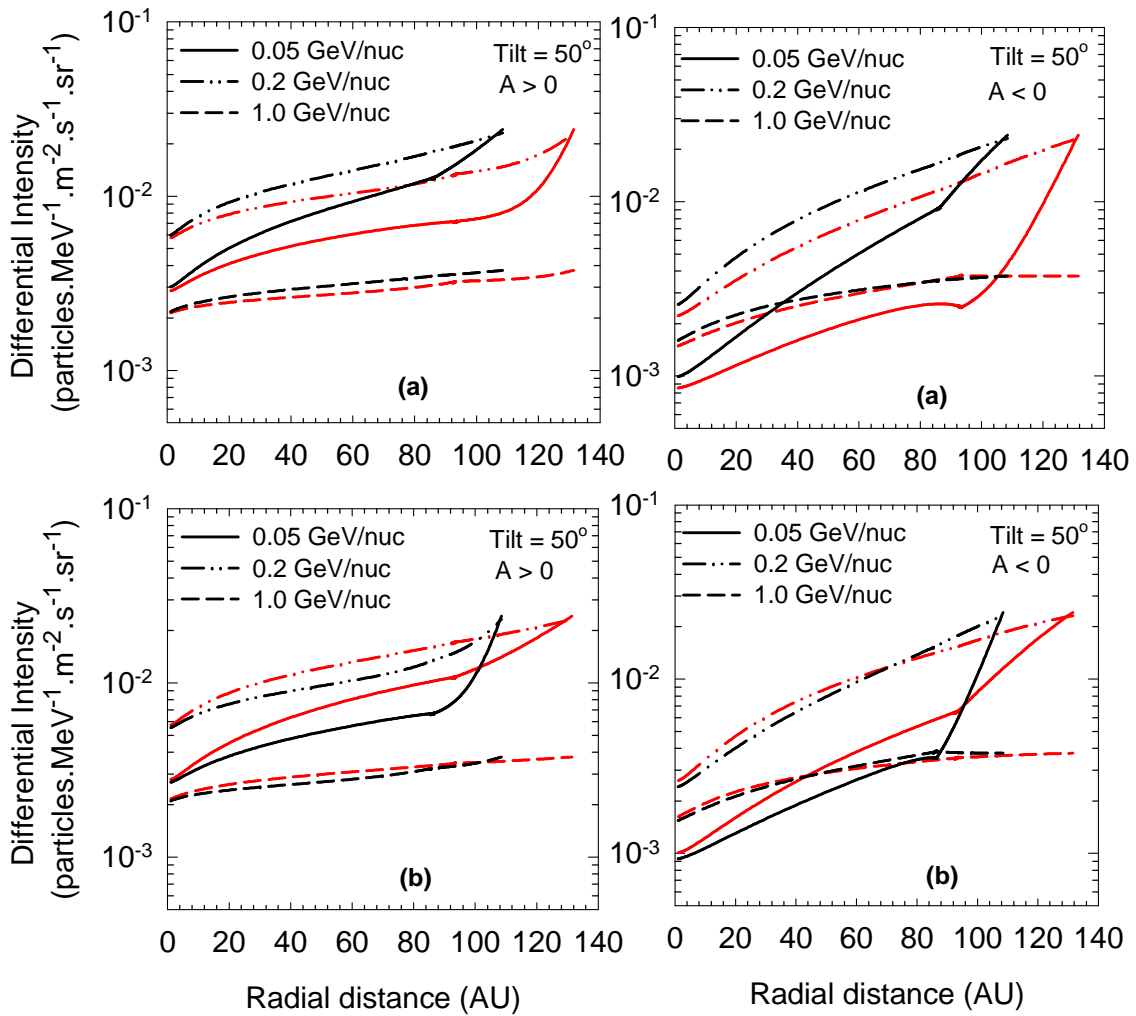 Differential Intensity
(particles.MeV⁻¹.m⁻².s⁻¹.sr⁻¹)
10⁻¹
10⁻²
10⁻³
0.05 GeV/nuc
0.2 GeV/nuc
1.0 GeV/nuc
Tilt = 50°
A > 0
(a)
0 20 40 60 80 100 120 140
10⁻¹
10⁻²
10⁻³
0.05 GeV/nuc
0.2 GeV/nuc
1.0 GeV/nuc
Tilt = 50°
A < 0
(a)
0 20 40 60 80 100 120 140
Differential Intensity
(particles.MeV⁻¹.m⁻².s⁻¹.sr⁻¹)
10⁻¹
10⁻²
10⁻³
0.05 GeV/nuc
0.2 GeV/nuc
1.0 GeV/nuc
Tilt = 50°
A > 0
(b)
0 20 40 60 80 100 120 140
Radial distance (AU)
10⁻¹
10⁻²
10⁻³
0.05 GeV/nuc
0.2 GeV/nuc
1.0 GeV/nuc
Tilt = 50°
A < 0
(b)
0 20 40 60 80 100 120 140
Radial distance (AU)